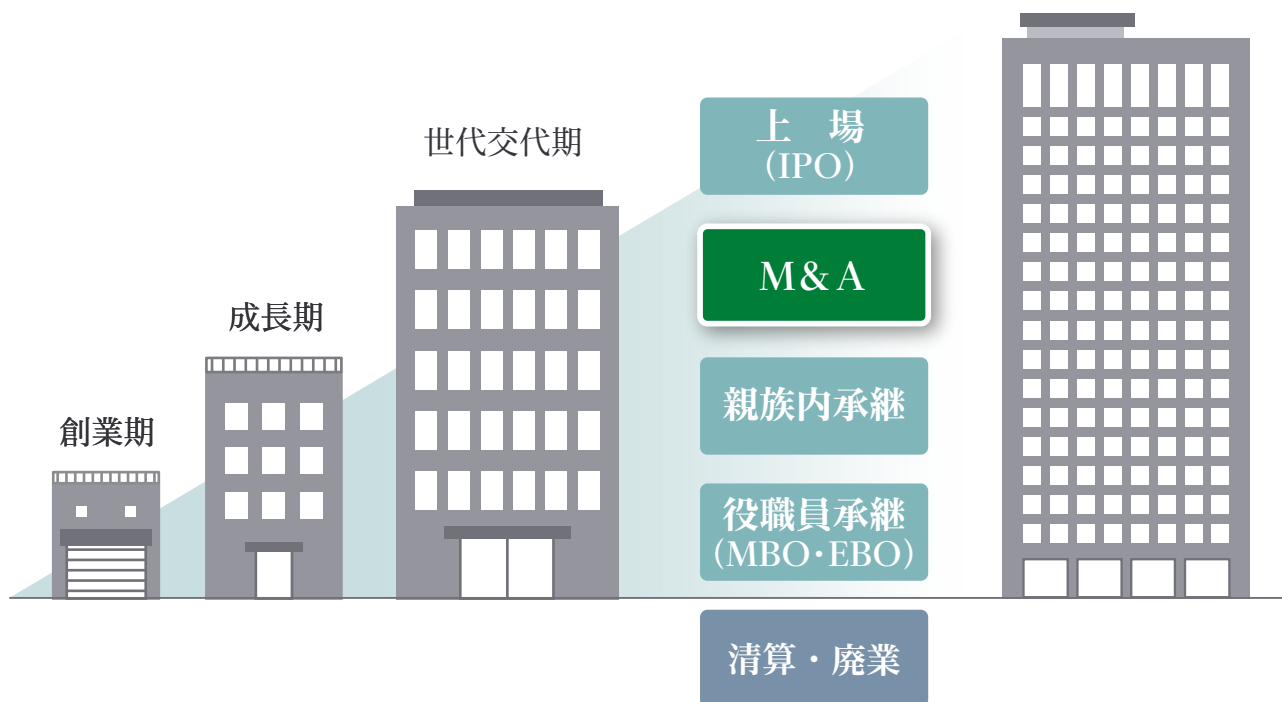 創業期
成長期
世代交代期
上 場
(IPO)
M&A
親族内承継
役職員承継
(MBO・EBO)
清算・廃業